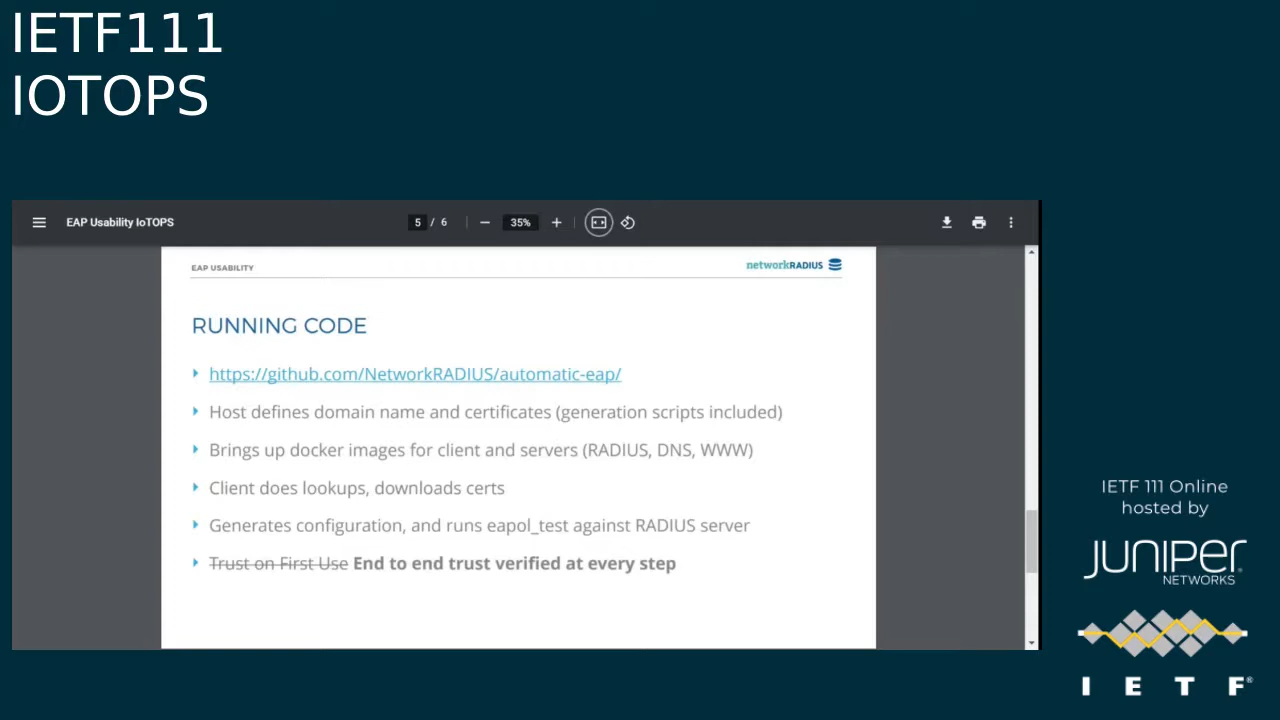 IETF111
IOTOPS
EAP Usability IoTOPS
5 / 6
35%
EAP USABILITY
networkRADIUS
RUNNING CODE
https://github.com/NetworkRADIUS/automatic-eap/
Host defines domain name and certificates (generation scripts included)
Brings up docker images for client and servers (RADIUS, DNS, WWW)
Client does lookups, downloads certs
Generates configuration, and runs eapol_test against RADIUS server
Trust on First Use End to end trust verified at every step
IETF 111 Online
hosted by
JUNIPER
NETWORKS
I E T F®